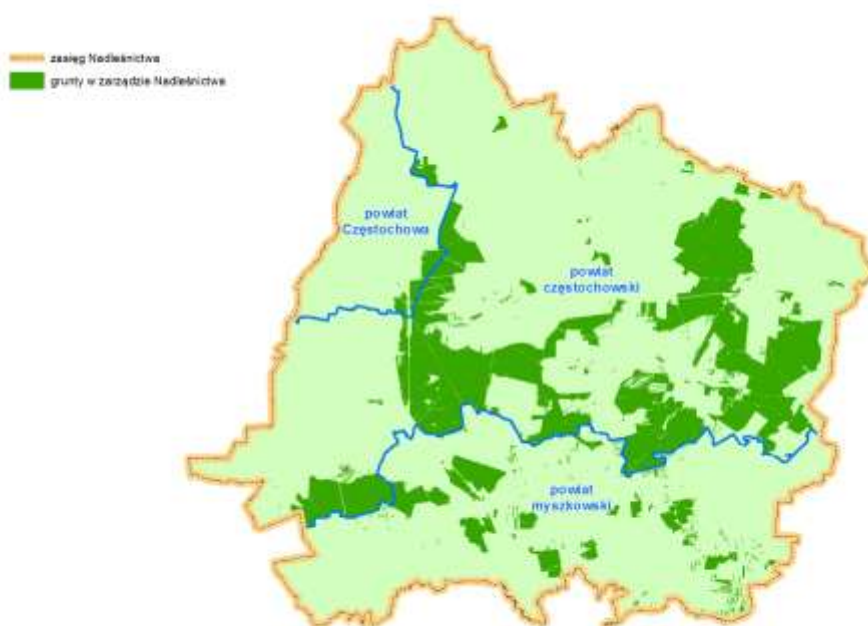 zasięg Nadleśnictwa
grunty w zarządzie Nadleśnictwa
powiat
Częstochowa
powiat
częstochowski
powiat
myszkowski